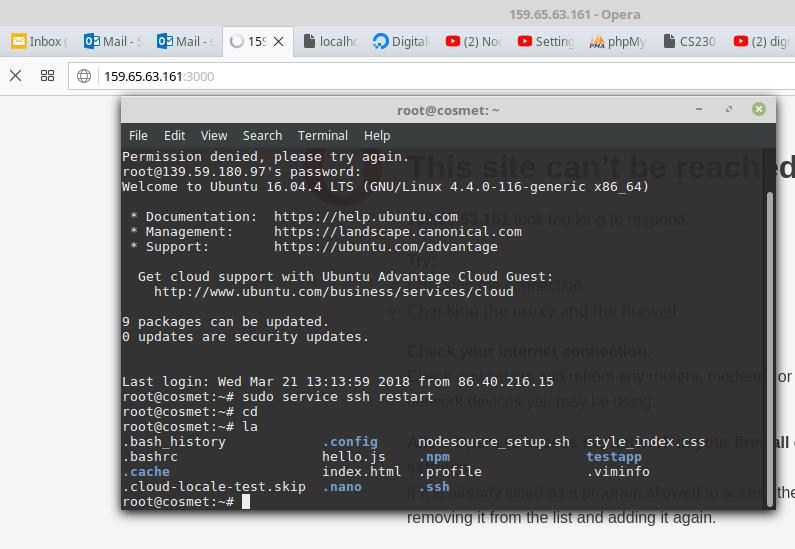 159.65.63.161 - Opera
Inbox (
Mail - S
Mail - s
159
localho
Digital
(2) Noc
Setting
phpMy
CS230
(2) digi
159.65.63.161:3000
root@cosmet: ~
File Edit View Search Terminal Help
This site can't be reached
Permission denied, please try again.
root@139.59.180.97's password:
Welcome to Ubuntu 16.04.4 LTS (GNU/Linux 4.4.0-116-generic x86_64)
63.161 took too long to respond.
* Documentation: https://help.ubuntu.com
* Management: https://landscape.canonical.com
* Support: https://ubuntu.com/advantage
Try:
Get cloud support with Ubuntu Advantage Cloud Guest:
http://www.ubuntu.com/business/services/cloud
connection
Checking the proxy and the firewall
9 packages can be updated.
0 updates are security updates.
Check your internet connection.
Check any cables and reboot any routers, modems, or
network devices you may be using.
Last login: Wed Mar 21 13:13:59 2018 from 86.40.216.15
root@cosmet:~# sudo service ssh restart
root@cosmet:~# cd
root@cosmet:~# la
.bash_history .config nodesource_setup.sh style_index.css
.bashrc hello.js .npm testapp
.cache index.html .profile .viminfo
.cloud-locale-test.skip .nano .ssh
root@cosmet:~#
your firewall
If it is already listed as a program allowed to access the
removing it from the list and adding it again.